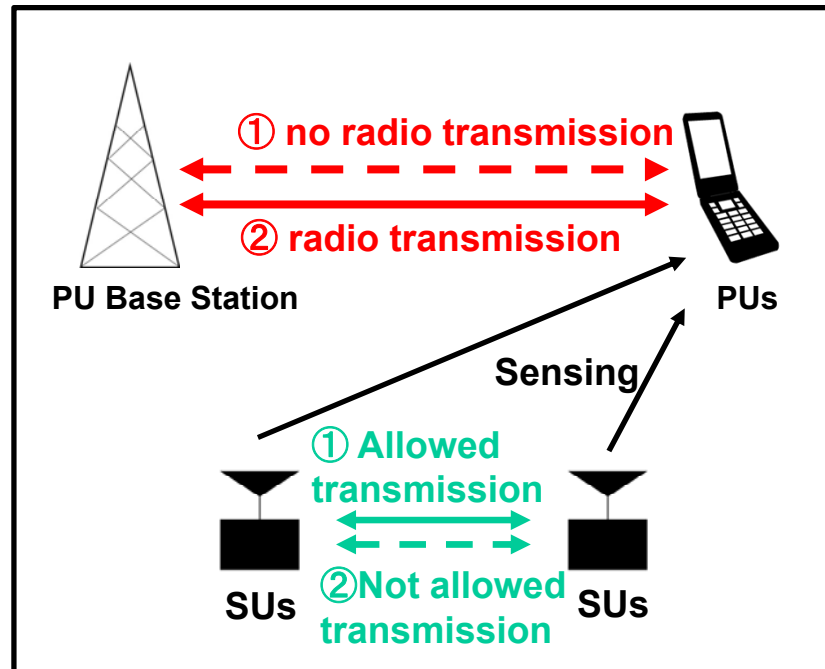 ① no radio transmission
② radio transmission
PU Base Station
PUs
Sensing
① Allowed
transmission
②Not allowed
transmission
SUs
SUs